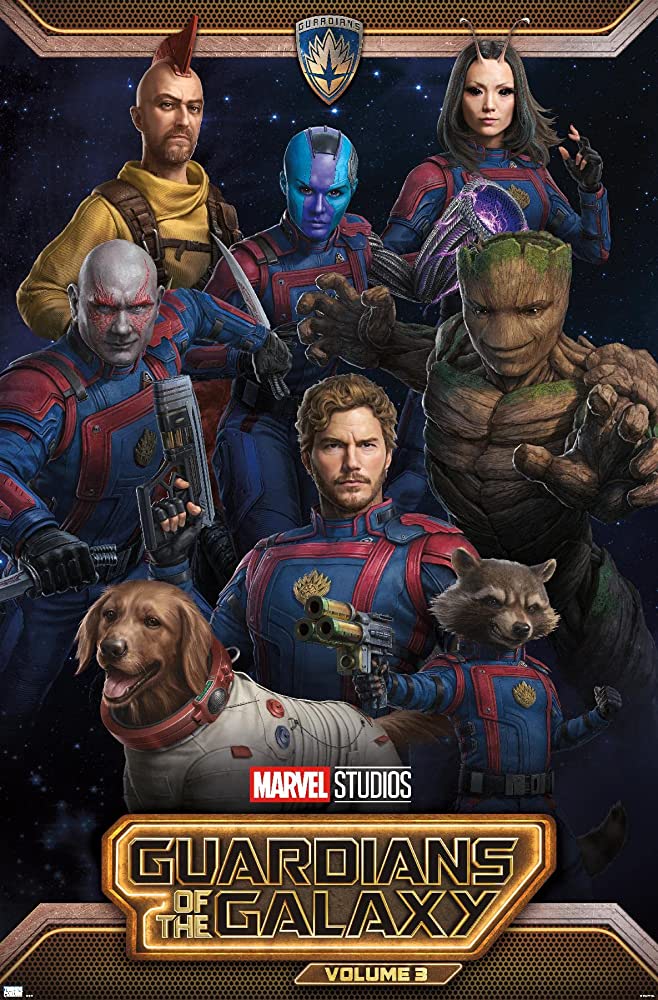 GUARDIANS
MARVEL STUDIOS
GUARDIANS
OF THE GALAXY
VOLUME 3